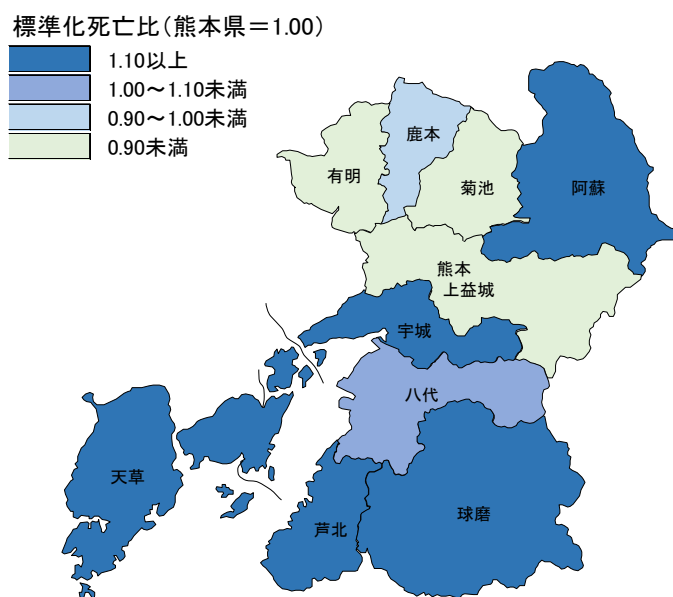 標準化死亡比（熊本県＝1.00）
1.10以上
1.00～1.10未満
0.90～1.00未満
0.90未満
鹿本
有明
菊池
阿蘇
熊本
上益城
宇城
八代
天草
芦北
球磨